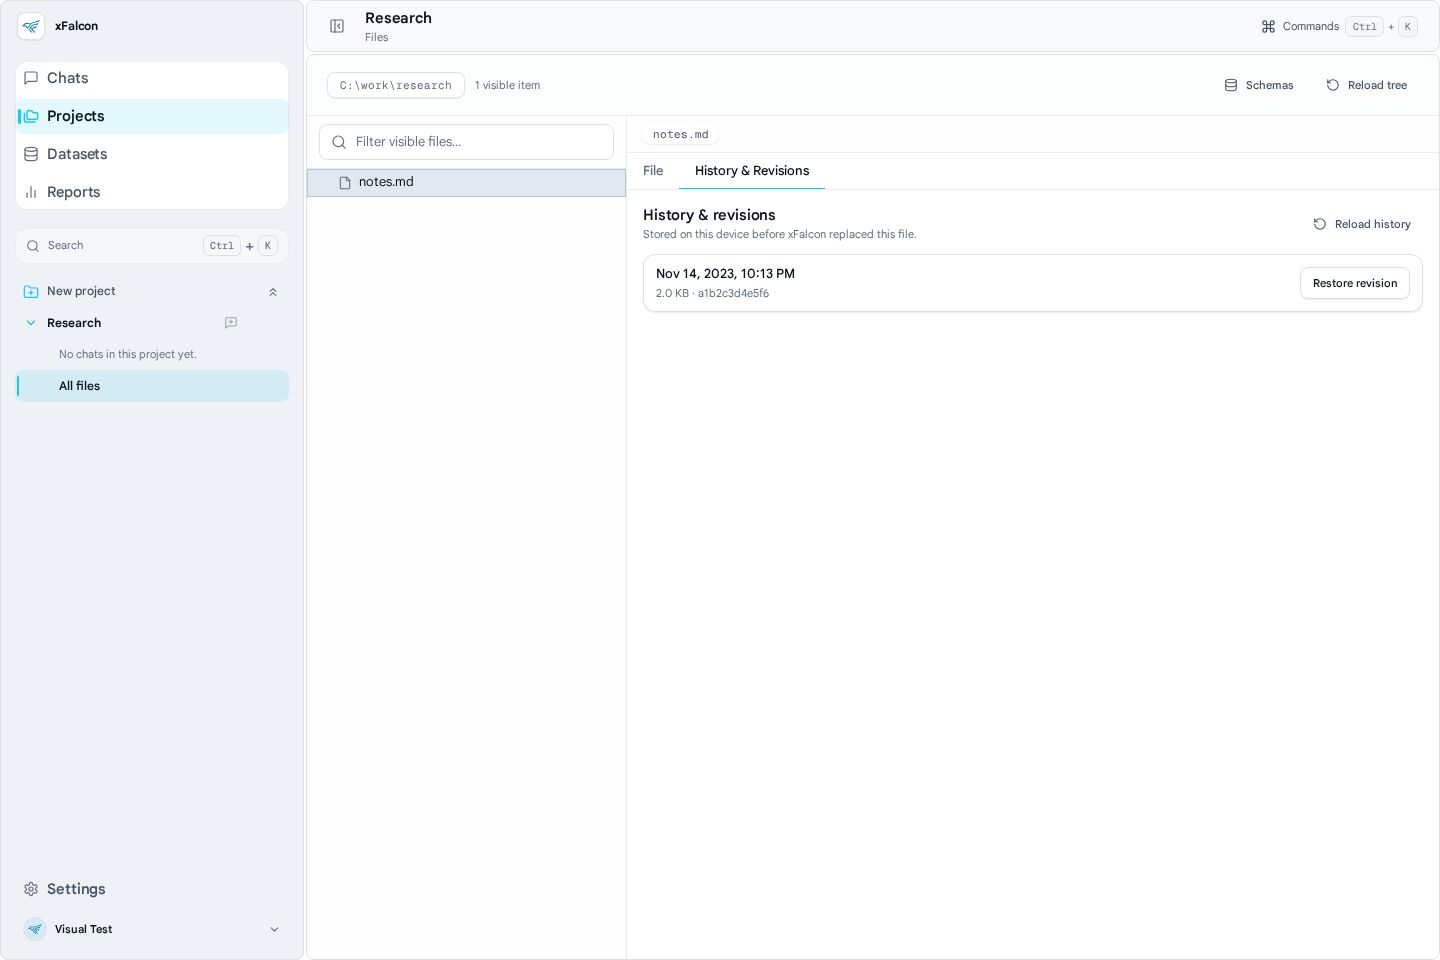 xFalcon
Chats
Projects
Datasets
Reports
Search Ctrl + K
New project
Research
No chats in this project yet.
All files
Settings
Visual Test
Research
Files
Commands Ctrl + K
C:\work\research 1 visible item
Schemas Reload tree
Filter visible files...
notes.md
notes.md
File History & Revisions
History & revisions
Stored on this device before xFalcon replaced this file.
Reload history
Nov 14, 2023, 10:13 PM
2.0 KB · a1b2c3d4e5f6
Restore revision